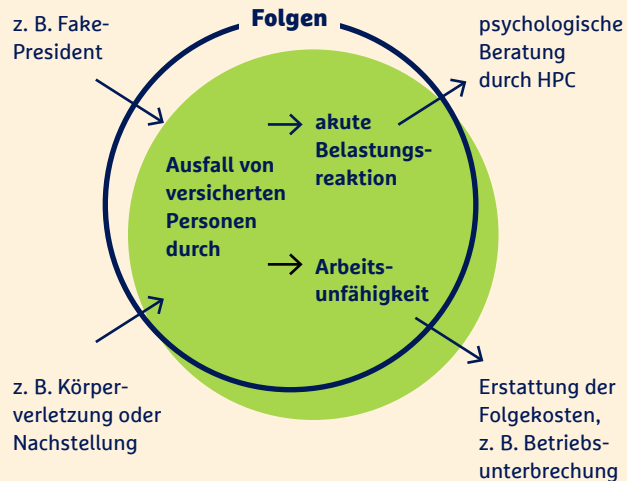 Folgen
z. B. Fake-
President
psychologische
Beratung
durch HPC
Ausfall von
versicherten
Personen
durch
akute
Belastungs-
reaktion
Arbeits-
unfähigkeit
z. B. Körper-
verletzung oder
Nachstellung
Erstattung der
Folgekosten,
z. B. Betriebs-
unterbrechung